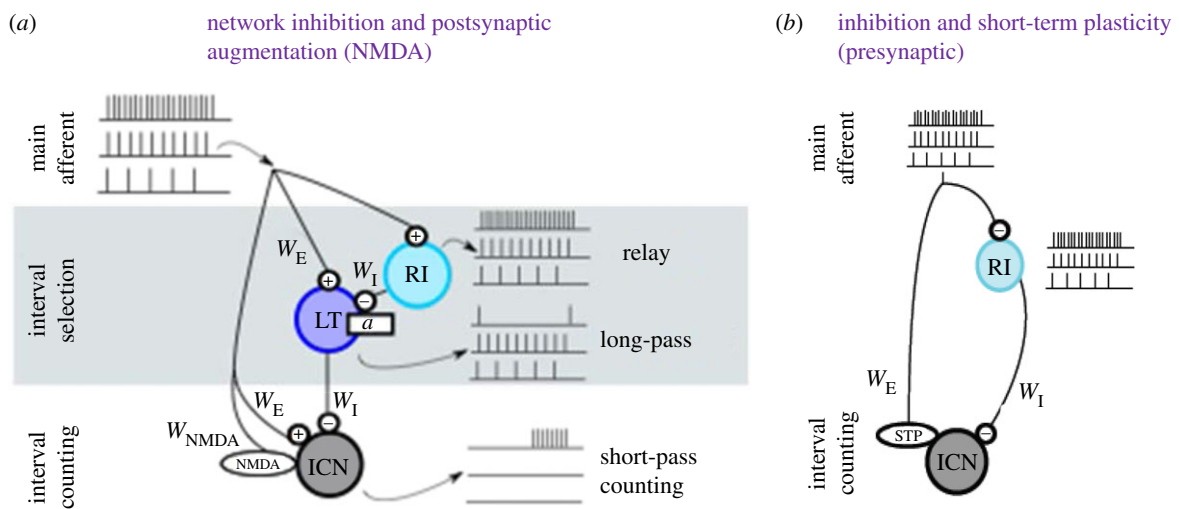 (a)
network inhibition and postsynaptic
augmentation (NMDA)
main
afferent
W_E
+
W_I
+
RI
relay
interval
selection
LT
−
a
long-pass
W_E
W_I
W_NMDA
+
−
NMDA
ICN
short-pass
counting
interval
counting
(b)
inhibition and short-term plasticity
(presynaptic)
main
afferent
−
RI
W_E
W_I
STP
−
ICN
interval
counting